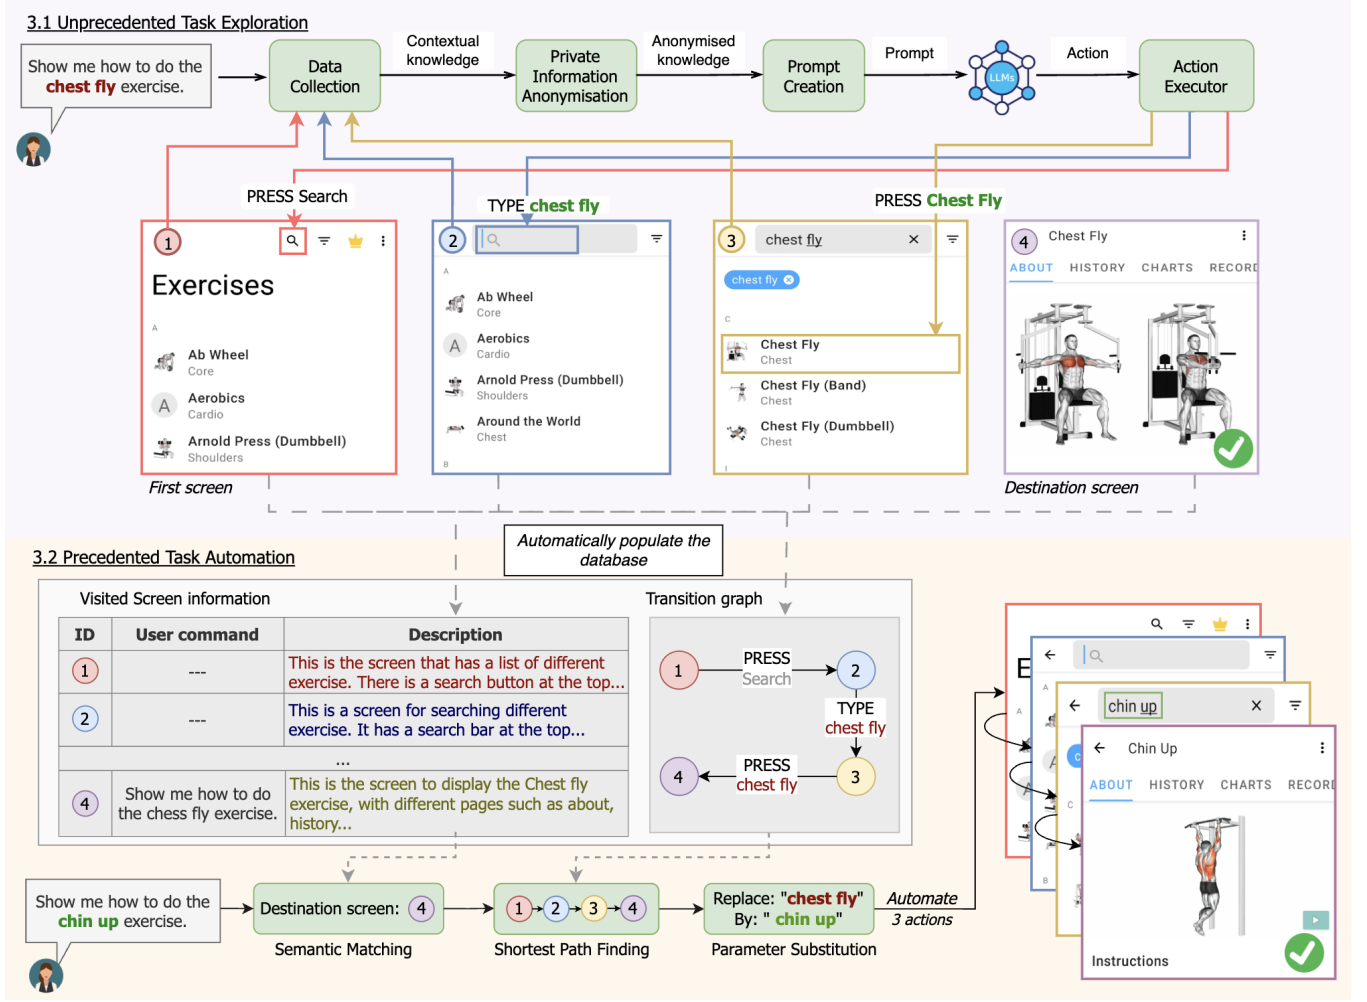 3.1 Unprecedented Task Exploration
Show me how to do the
chest fly exercise.
Data
Collection
Contextual
knowledge
Private
Information
Anonymisation
Anonymised
knowledge
Prompt
Creation
Prompt
LLMs
Action
Action
Executor
PRESS Search
TYPE chest fly
PRESS Chest Fly
1
Exercises
A
Ab Wheel
Core
A
Aerobics
Cardio
Arnold Press (Dumbbell)
Shoulders
First screen
2
A
Ab Wheel
Core
A
Aerobics
Cardio
Arnold Press (Dumbbell)
Shoulders
Around the World
Chest
B
3
chest fly
chest fly
C
Chest Fly
Chest
Chest Fly (Band)
Chest
Chest Fly (Dumbbell)
Chest
I
4
Chest Fly
ABOUT HISTORY CHARTS RECORD
Destination screen
Automatically populate the
database
3.2 Precedented Task Automation
Visited Screen information
ID User command Description
1 --- This is the screen that has a list of different
exercise. There is a search button at the top...
2 --- This is a screen for searching different
exercise. It has a search bar at the top...
...
4 Show me how to do
the chess fly exercise.
This is the screen to display the Chest fly
exercise, with different pages such as about,
history...
Transition graph
1
PRESS
Search
2
TYPE
chest fly
3
PRESS
chest fly
4
Show me how to do the
chin up exercise.
Destination screen: 4
Semantic Matching
1 2 3 4
Shortest Path Finding
Replace: "chest fly"
By: " chin up"
Parameter Substitution
Automate
3 actions
E
A
A
B
chin up
C
Chin Up
ABOUT HISTORY CHARTS RECORD
Instructions